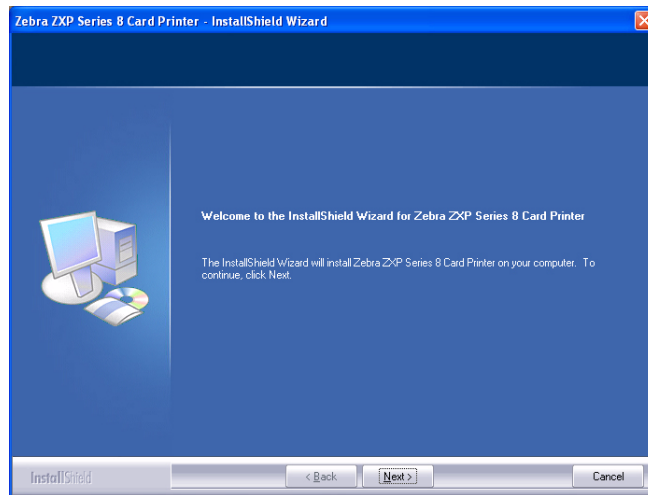 Zebra ZXP Series 8 Card Printer - InstallShield Wizard
Welcome to the InstallShield Wizard for Zebra ZXP Series 8 Card Printer
The InstallShield Wizard will install Zebra ZXP Series 8 Card Printer on your computer. To
continue, click Next.
InstallShield
< Back
Next >
Cancel